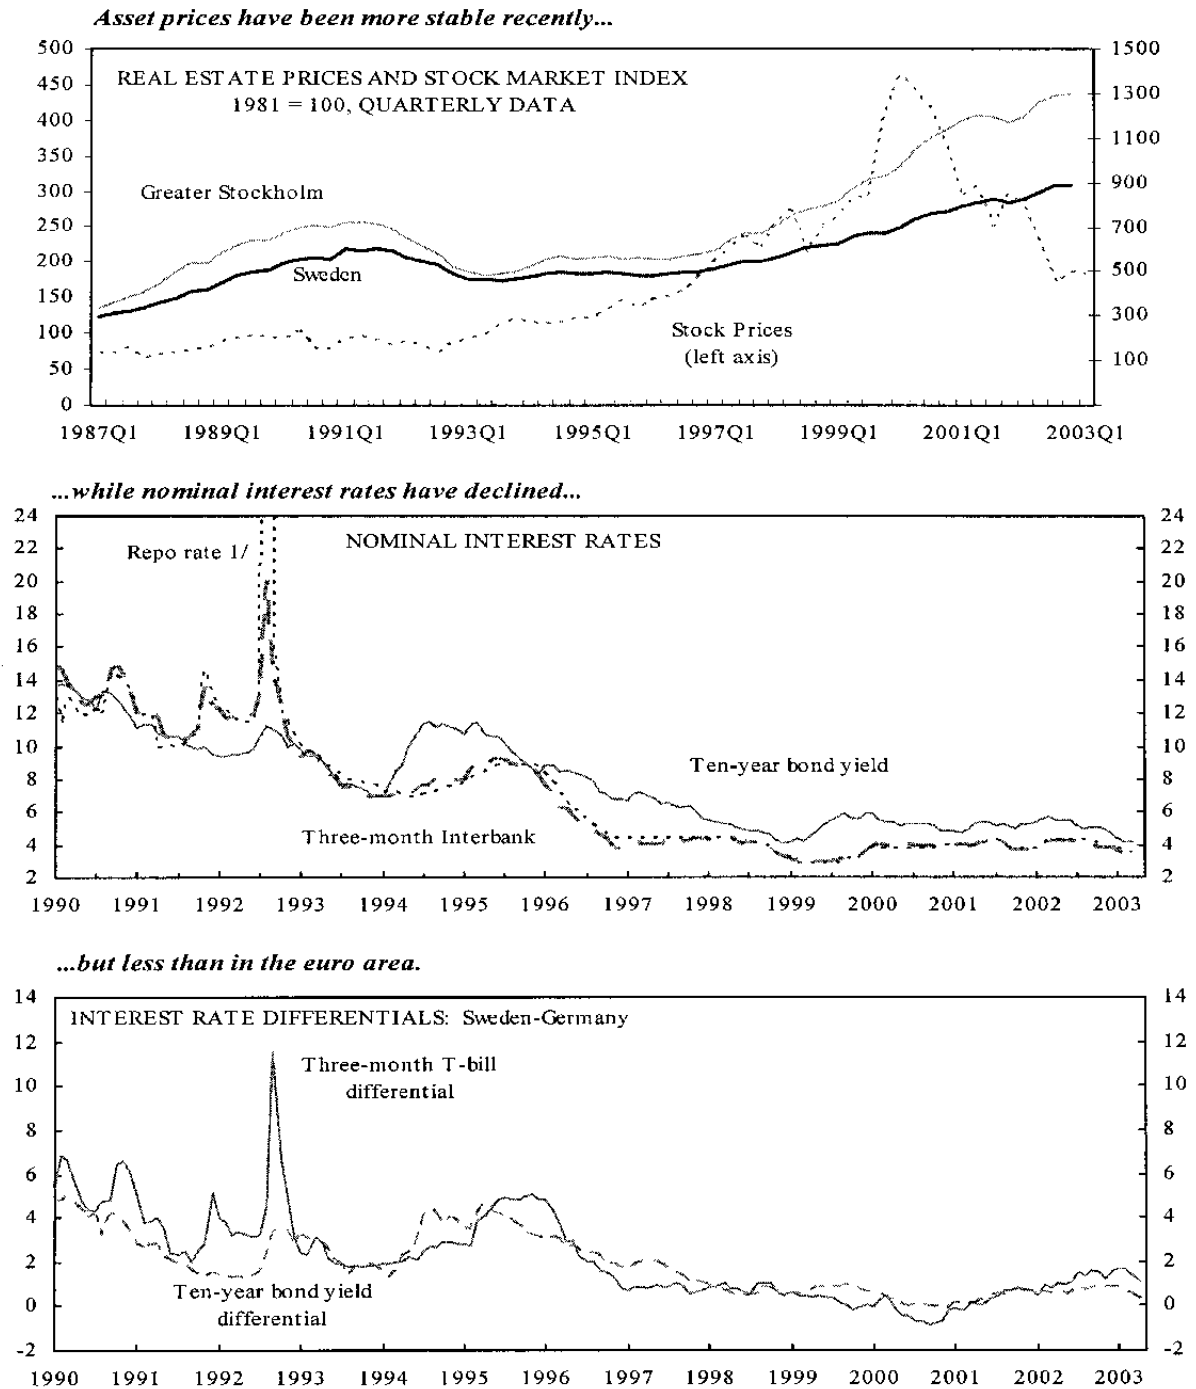 Asset prices have been more stable recently...
500
1500
REAL ESTATE PRICES AND STOCK MARKET INDEX
1981 = 100, QUARTERLY DATA
450
1300
400
1100
350
300
Greater Stockholm
900
250
700
200
Sweden
500
150
Stock Prices
(left axis)
300
100
100
50
0
1987Q1 1989Q1 1991Q1 1993Q1 1995Q1 1997Q1 1999Q1 2001Q1 2003Q1
...while nominal interest rates have declined...
24
24
Repo rate 1/
NOMINAL INTEREST RATES
22
22
20
20
18
18
16
16
14
14
12
12
10
10
Ten-year bond yield
8
8
6
6
Three-month Interbank
4
4
2
2
1990 1991 1992 1993 1994 1995 1996 1997 1998 1999 2000 2001 2002 2003
...but less than in the euro area.
14
14
INTEREST RATE DIFFERENTIALS: Sweden-Germany
12
12
Three-month T-bill
differential
10
10
8
8
6
6
4
4
2
2
Ten-year bond yield
differential
0
0
-2
-2
1990 1991 1992 1993 1994 1995 1996 1997 1998 1999 2000 2001 2002 2003